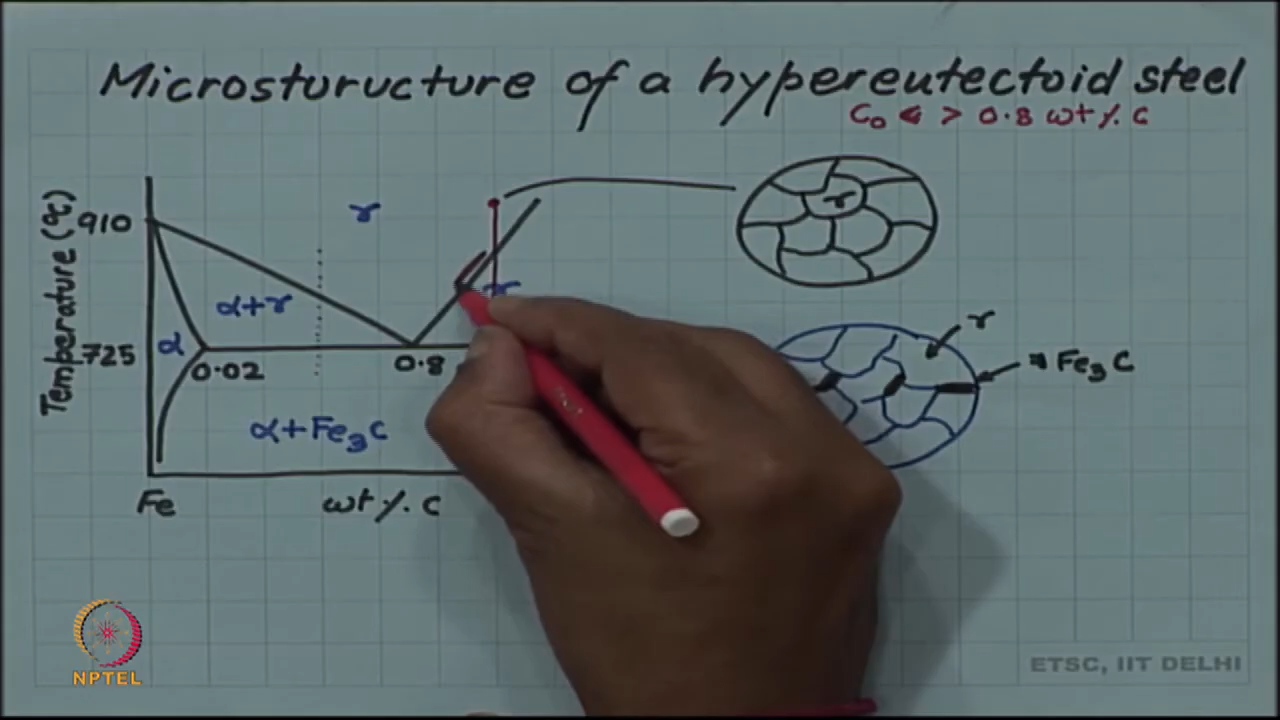 Microsturucture of a hypereutectoid steel
C₀ < > 0.8 wt %. C
Temperature (°C)
910
γ
γ
α+γ
γ
γ
α
725
0.02
0.8
Fe₃C
α+Fe₃C
Fe
wt %. C
NPTEL
ETSC, IIT DELHI